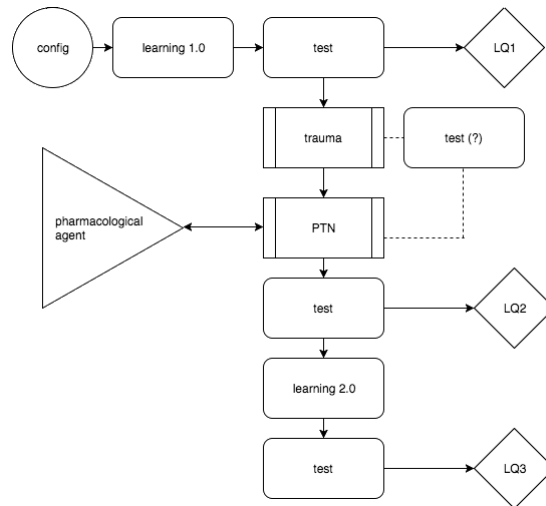 config
learning 1.0
test
LQ1
trauma
test (?)
pharmacological
agent
PTN
test
LQ2
learning 2.0
test
LQ3